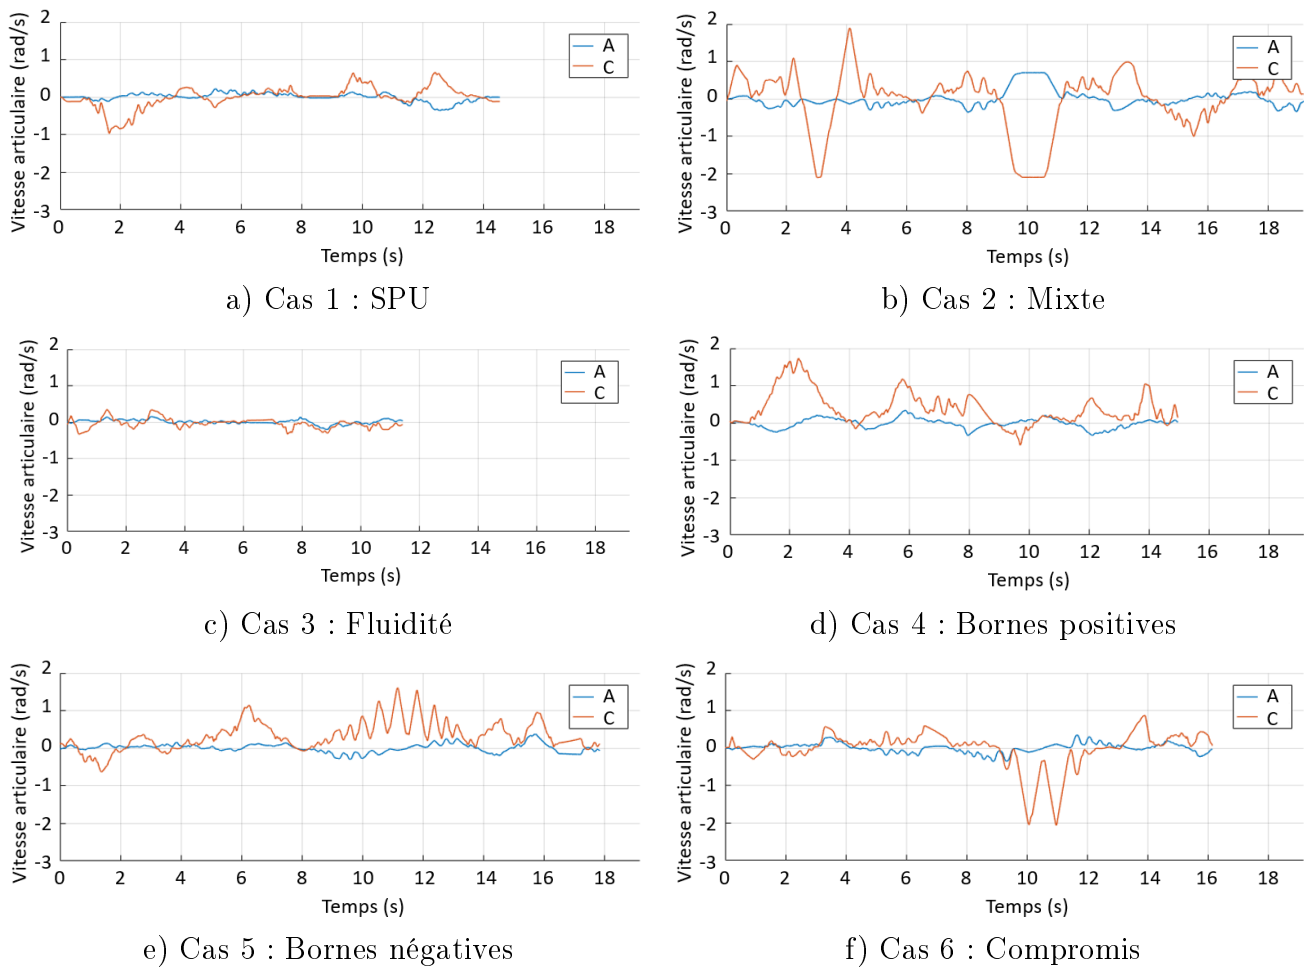 Vitesse articulaire (rad/s)
2
1
0
-1
-2
-3
A
C
0 2 4 6 8 10 12 14 16 18
Temps (s)
a) Cas 1 : SPU
Vitesse articulaire (rad/s)
2
1
0
-1
-2
-3
A
C
0 2 4 6 8 10 12 14 16 18
Temps (s)
b) Cas 2 : Mixte
Vitesse articulaire (rad/s)
2
1
0
-1
-2
-3
A
C
0 2 4 6 8 10 12 14 16 18
Temps (s)
c) Cas 3 : Fluidité
Vitesse articulaire (rad/s)
2
1
0
-1
-2
-3
A
C
0 2 4 6 8 10 12 14 16 18
Temps (s)
d) Cas 4 : Bornes positives
Vitesse articulaire (rad/s)
2
1
0
-1
-2
-3
A
C
0 2 4 6 8 10 12 14 16 18
Temps (s)
e) Cas 5 : Bornes négatives
Vitesse articulaire (rad/s)
2
1
0
-1
-2
-3
A
C
0 2 4 6 8 10 12 14 16 18
Temps (s)
f) Cas 6 : Compromis